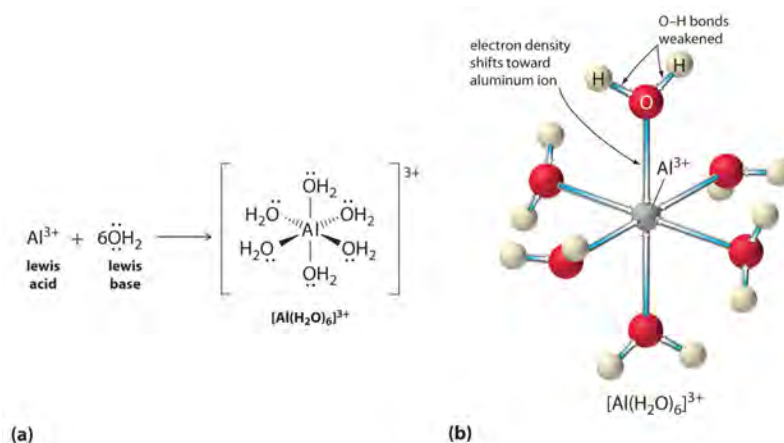 Al³⁺ + 6ÖH₂
lewis acid
lewis base
3+
ÖH₂
H₂Ö ÖH₂
Al
H₂Ö ÖH₂
OH₂
[Al(H₂O)₆]³⁺
(a)
O–H bonds
weakened
electron density
shifts toward
aluminum ion
H
H
O
Al³⁺
[Al(H₂O)₆]³⁺
(b)